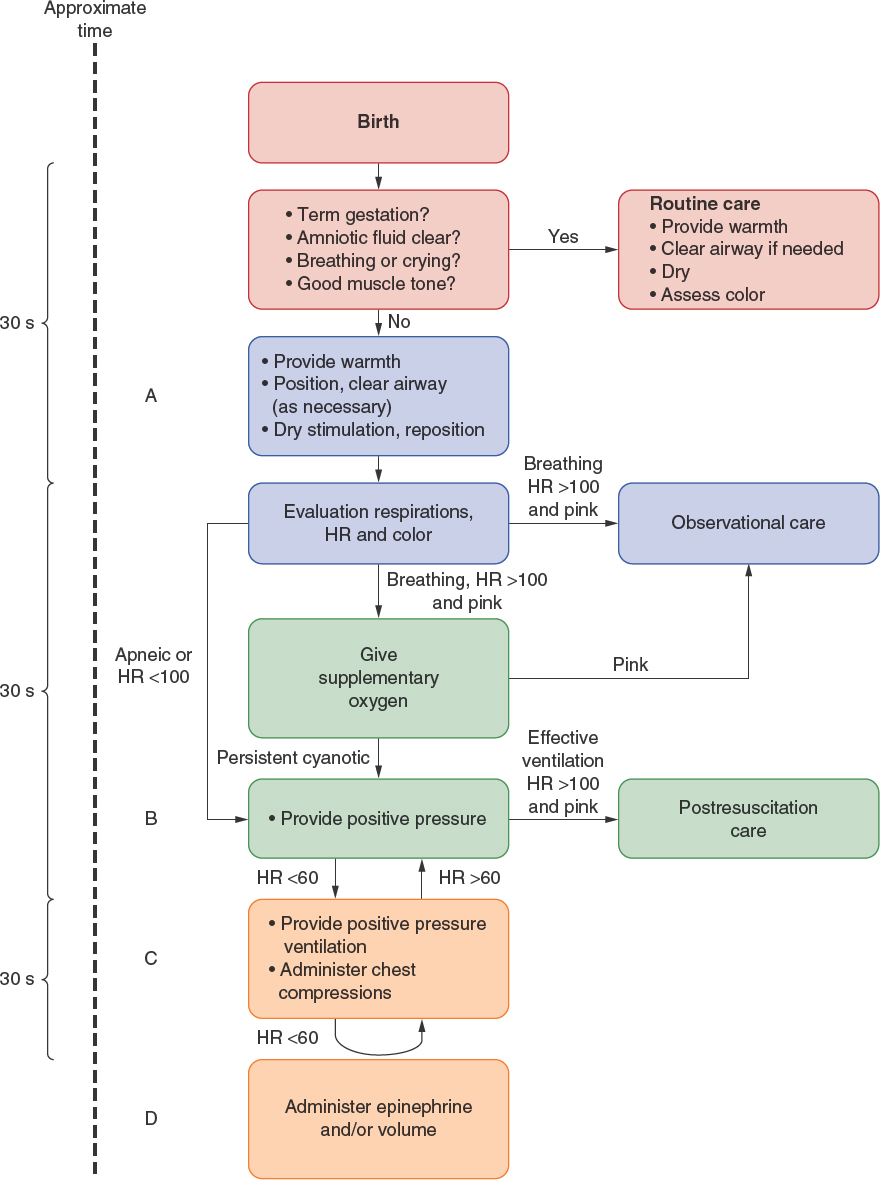 Approximate
time
Birth
• Term gestation?
• Amniotic fluid clear?
• Breathing or crying?
• Good muscle tone?
Yes
Routine care
• Provide warmth
• Clear airway if needed
• Dry
• Assess color
30 s
No
A
• Provide warmth
• Position, clear airway
(as necessary)
• Dry stimulation, reposition
Evaluation respirations,
HR and color
Breathing
HR >100
and pink
Observational care
Breathing, HR >100
and pink
Apneic or
HR <100
30 s
Give
supplementary
oxygen
Pink
Persistent cyanotic
B
• Provide positive pressure
Effective
ventilation
HR >100
and pink
Postresuscitation
care
HR <60
HR >60
30 s
C
• Provide positive pressure
ventilation
• Administer chest
compressions
HR <60
D
Administer epinephrine
and/or volume